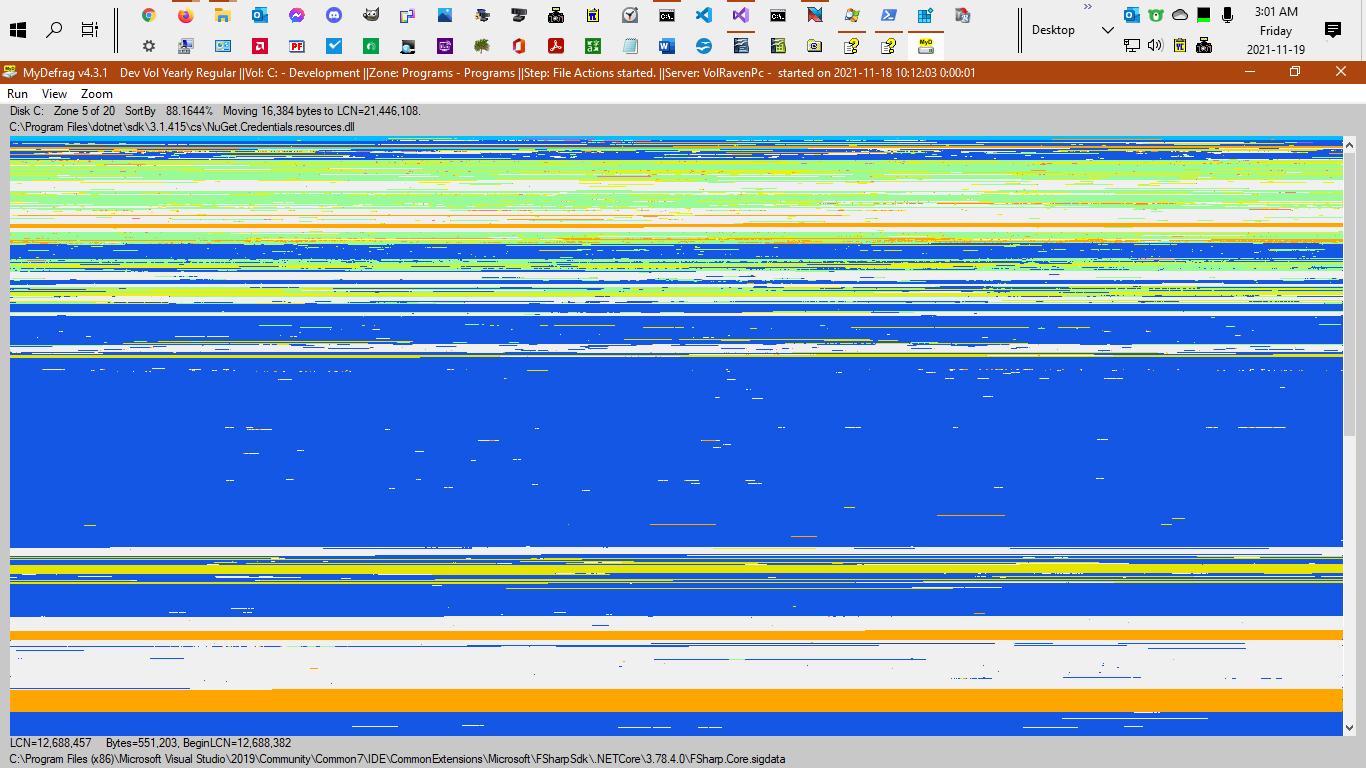 3:01 AM
Desktop
Friday
2021-11-19
MyDefrag v4.3.1    Dev Vol Yearly Regular ||Vol: C: - Development ||Zone: Programs - Programs ||Step: File Actions started. ||Server: VolRavenPc -  started on 2021-11-18 10:12:03 0:00:01
Run    View    Zoom
Disk C:    Zone 5 of 20    SortBy    88.1644%    Moving 16,384 bytes to LCN=21,446,108.
C:\Program Files\dotnet\sdk\3.1.415\cs\NuGet.Credentials.resources.dll
LCN=12,688,457    Bytes=551,203, BeginLCN=12,688,382
C:\Program Files (x86)\Microsoft Visual Studio\2019\Community\Common7\IDE\CommonExtensions\Microsoft\FSharpSdk\.NETCore\3.78.4.0\FSharp.Core.sigdata